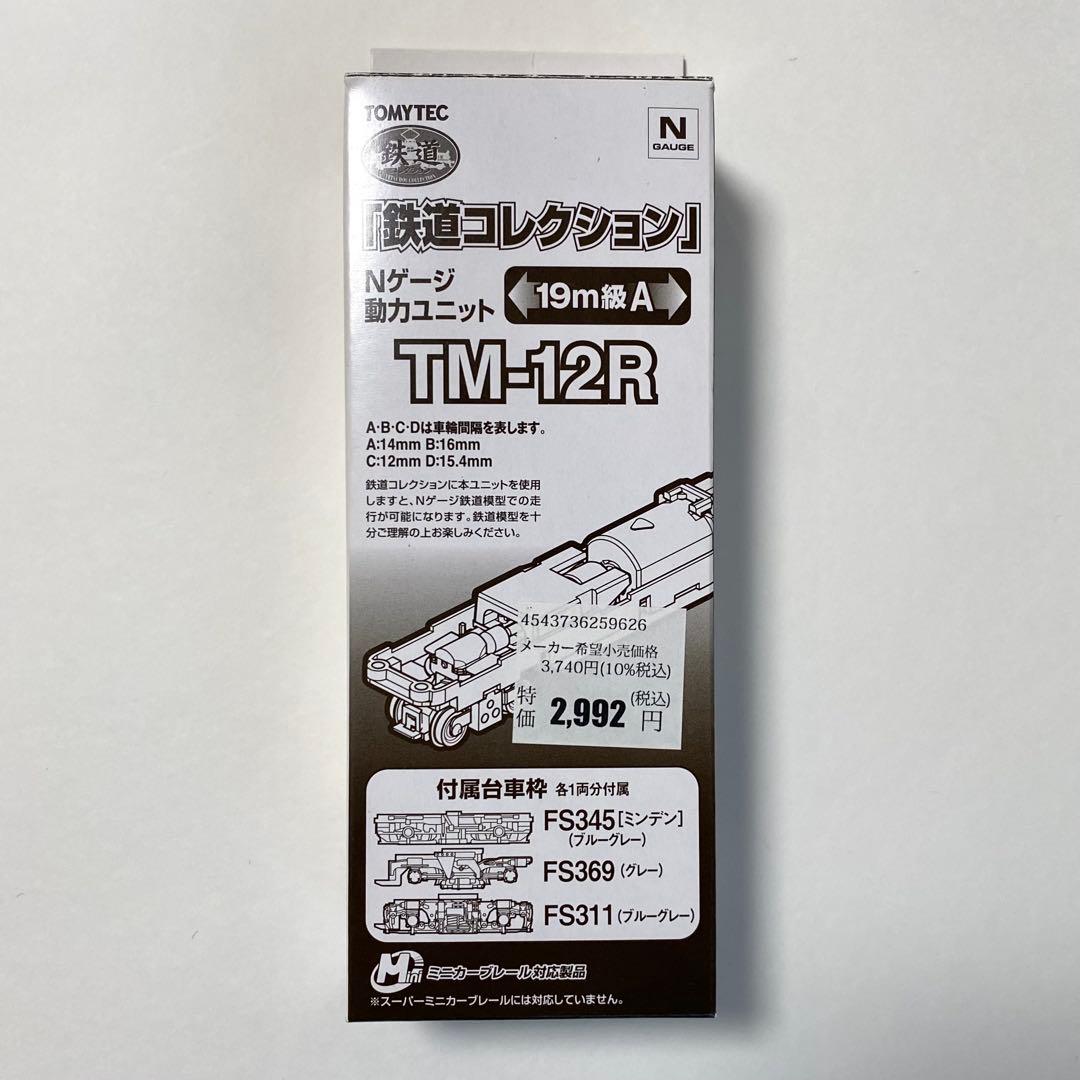 TOMYTEC
鉄道
N
GAUGE
「鉄道コレクション」
Nゲージ
動力ユニット
19m級 A
TM-12R
A・B・C・Dは車輪間隔を表します。
A:14mm B:16mm
C:12mm D:15.4mm
鉄道コレクションに本ユニットを使用
しますと、Nゲージ鉄道模型での走
行が可能になります。鉄道模型を十
分ご理解の上お楽しみください。
4543736259626
メーカー希望小売価格
3,740円(10%税込)
特価 2,992 (税込)円
付属台車枠 各1両分付属
FS345[ミンデン]
(ブルーグレー)
FS369(グレー)
FS311(ブルーグレー)
Mini ミニカーブレール対応製品
※スーパーミニカーブレールには対応していません。